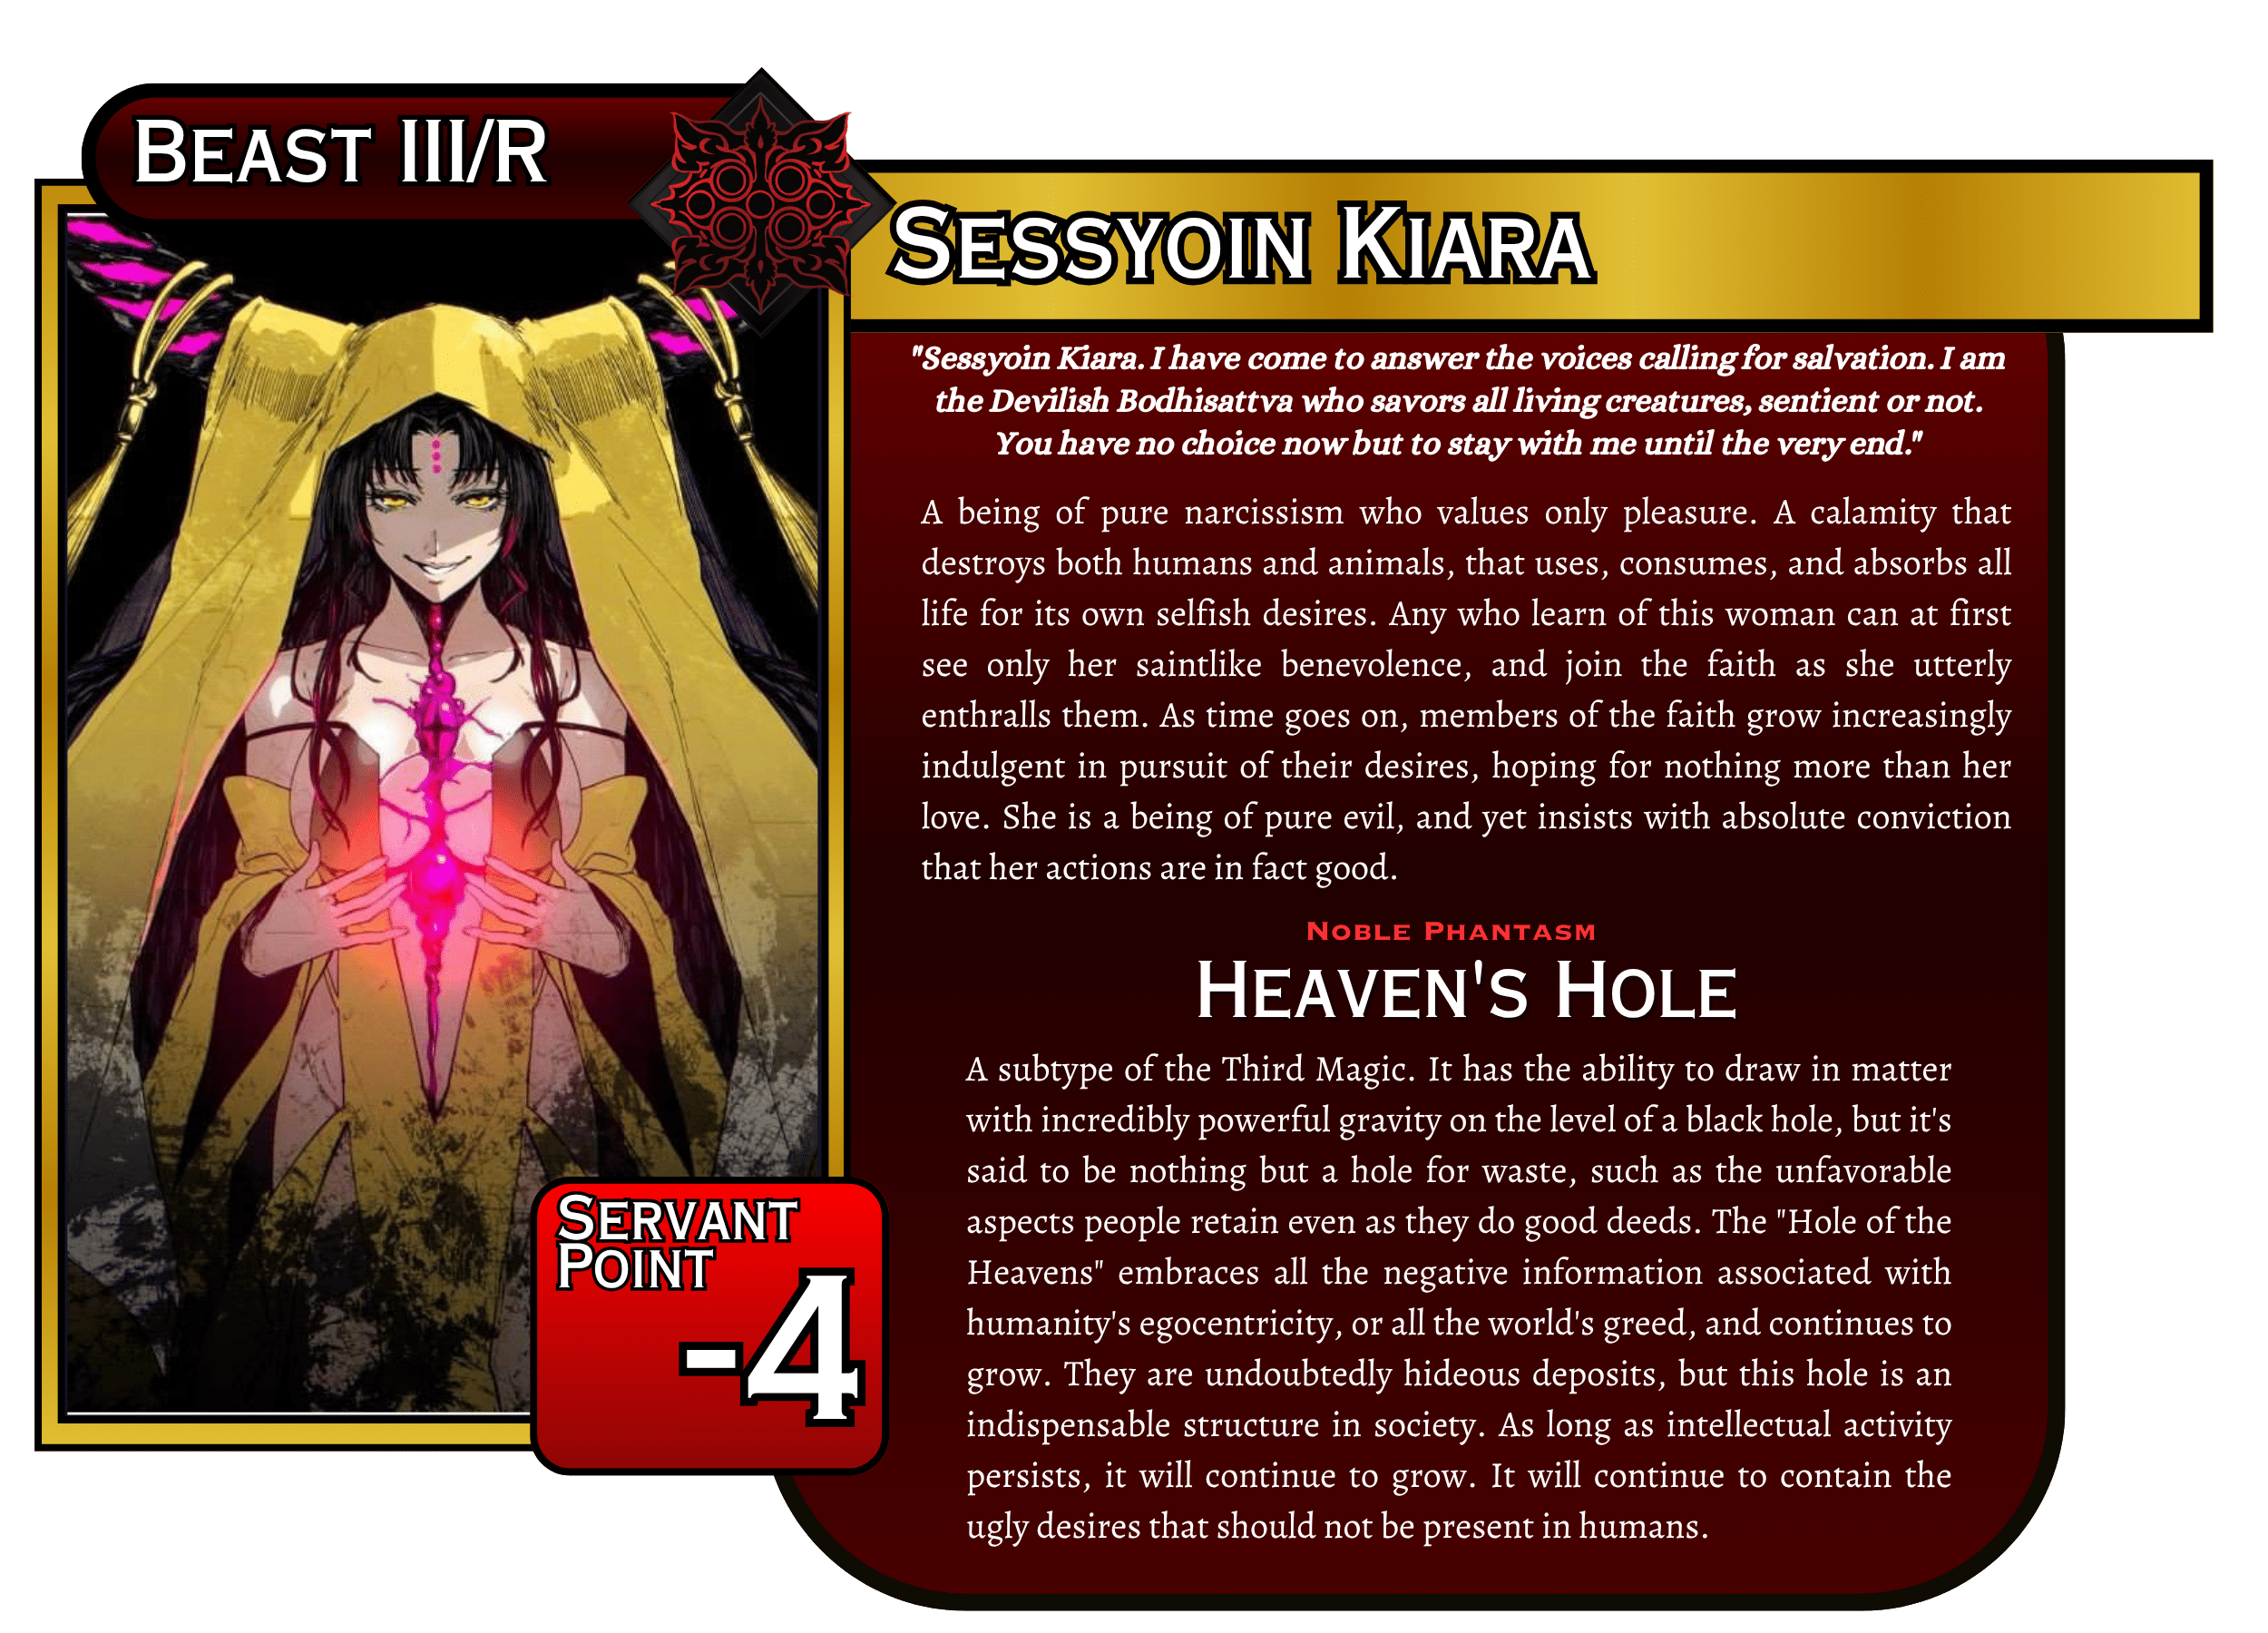 BEAST III/R
SESSYOIN KIARA
"Sessyoin Kiara. I have come to answer the voices calling for salvation. I am
the Devilish Bodhisattva who savors all living creatures, sentient or not.
You have no choice now but to stay with me until the very end."
A being of pure narcissism who values only pleasure. A calamity that
destroys both humans and animals, that uses, consumes, and absorbs all
life for its own selfish desires. Any who learn of this woman can at first
see only her saintlike benevolence, and join the faith as she utterly
enthralls them. As time goes on, members of the faith grow increasingly
indulgent in pursuit of their desires, hoping for nothing more than her
love. She is a being of pure evil, and yet insists with absolute conviction
that her actions are in fact good.
NOBLE PHANTASM
HEAVEN'S HOLE
A subtype of the Third Magic. It has the ability to draw in matter
with incredibly powerful gravity on the level of a black hole, but it's
said to be nothing but a hole for waste, such as the unfavorable
aspects people retain even as they do good deeds. The "Hole of the
Heavens" embraces all the negative information associated with
humanity's egocentricity, or all the world's greed, and continues to
grow. They are undoubtedly hideous deposits, but this hole is an
indispensable structure in society. As long as intellectual activity
persists, it will continue to grow. It will continue to contain the
ugly desires that should not be present in humans.
SERVANT
POINT
-4